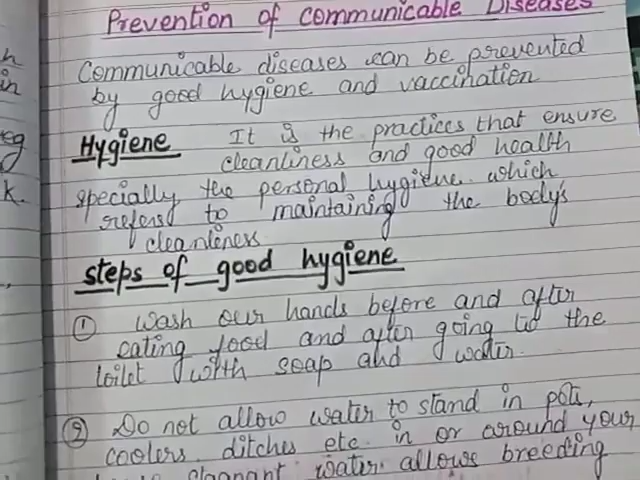 Prevention of Communicable Diseases
Communicable diseases can be prevented
by good hygiene and vaccination
Hygiene It is the practices that ensure
cleanliness and good health
specially the personal hygiene which
refers to maintaining the body's
cleanliness
steps of good hygiene
① Wash our hands before and after
eating food and after going to the
toilet with soap and water.
② Do not allow water to stand in pots,
coolers, ditches etc. in or around your
water allows breeding
h
in
eg
k.